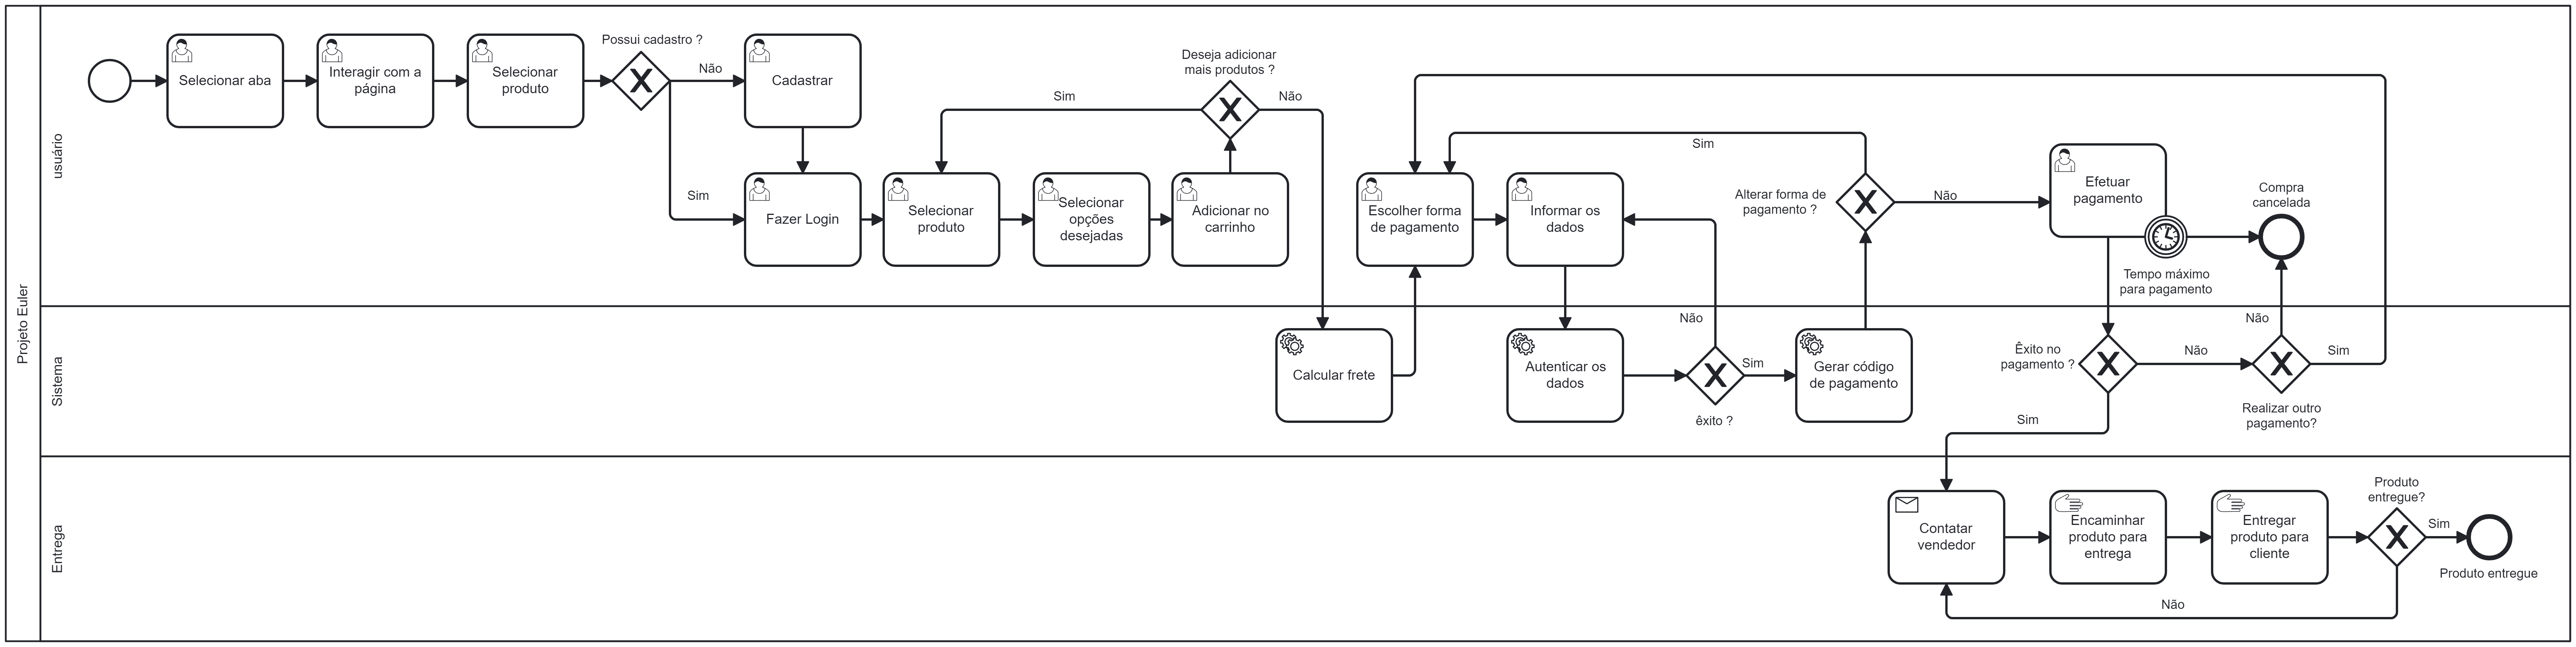 Projeto Euler
usuário
Selecionar aba
Interagir com a
página
Selecionar
produto
Possui cadastro ?
Não
Sim
Cadastrar
Fazer Login
Selecionar
produto
Selecionar
opções
desejadas
Adicionar no
carrinho
Deseja adicionar
mais produtos ?
Sim
Não
Escolher forma
de pagamento
Informar os
dados
Sim
Alterar forma de
pagamento ?
Não
Efetuar
pagamento
Tempo máximo
para pagamento
Compra
cancelada
Sistema
Calcular frete
Autenticar os
dados
Não
Sim
êxito ?
Gerar código
de pagamento
Êxito no
pagamento ?
Não
Sim
Não
Sim
Realizar outro
pagamento?
Entrega
Contatar
vendedor
Encaminhar
produto para
entrega
Entregar
produto para
cliente
Produto
entregue?
Sim
Não
Produto entregue